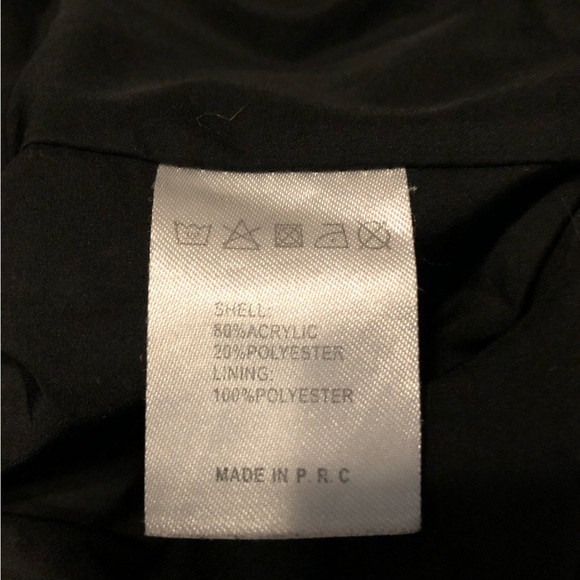 SHELL:
80%ACRYLIC
20%POLYESTER
LINING:
100%POLYESTER
MADE IN P. R. C